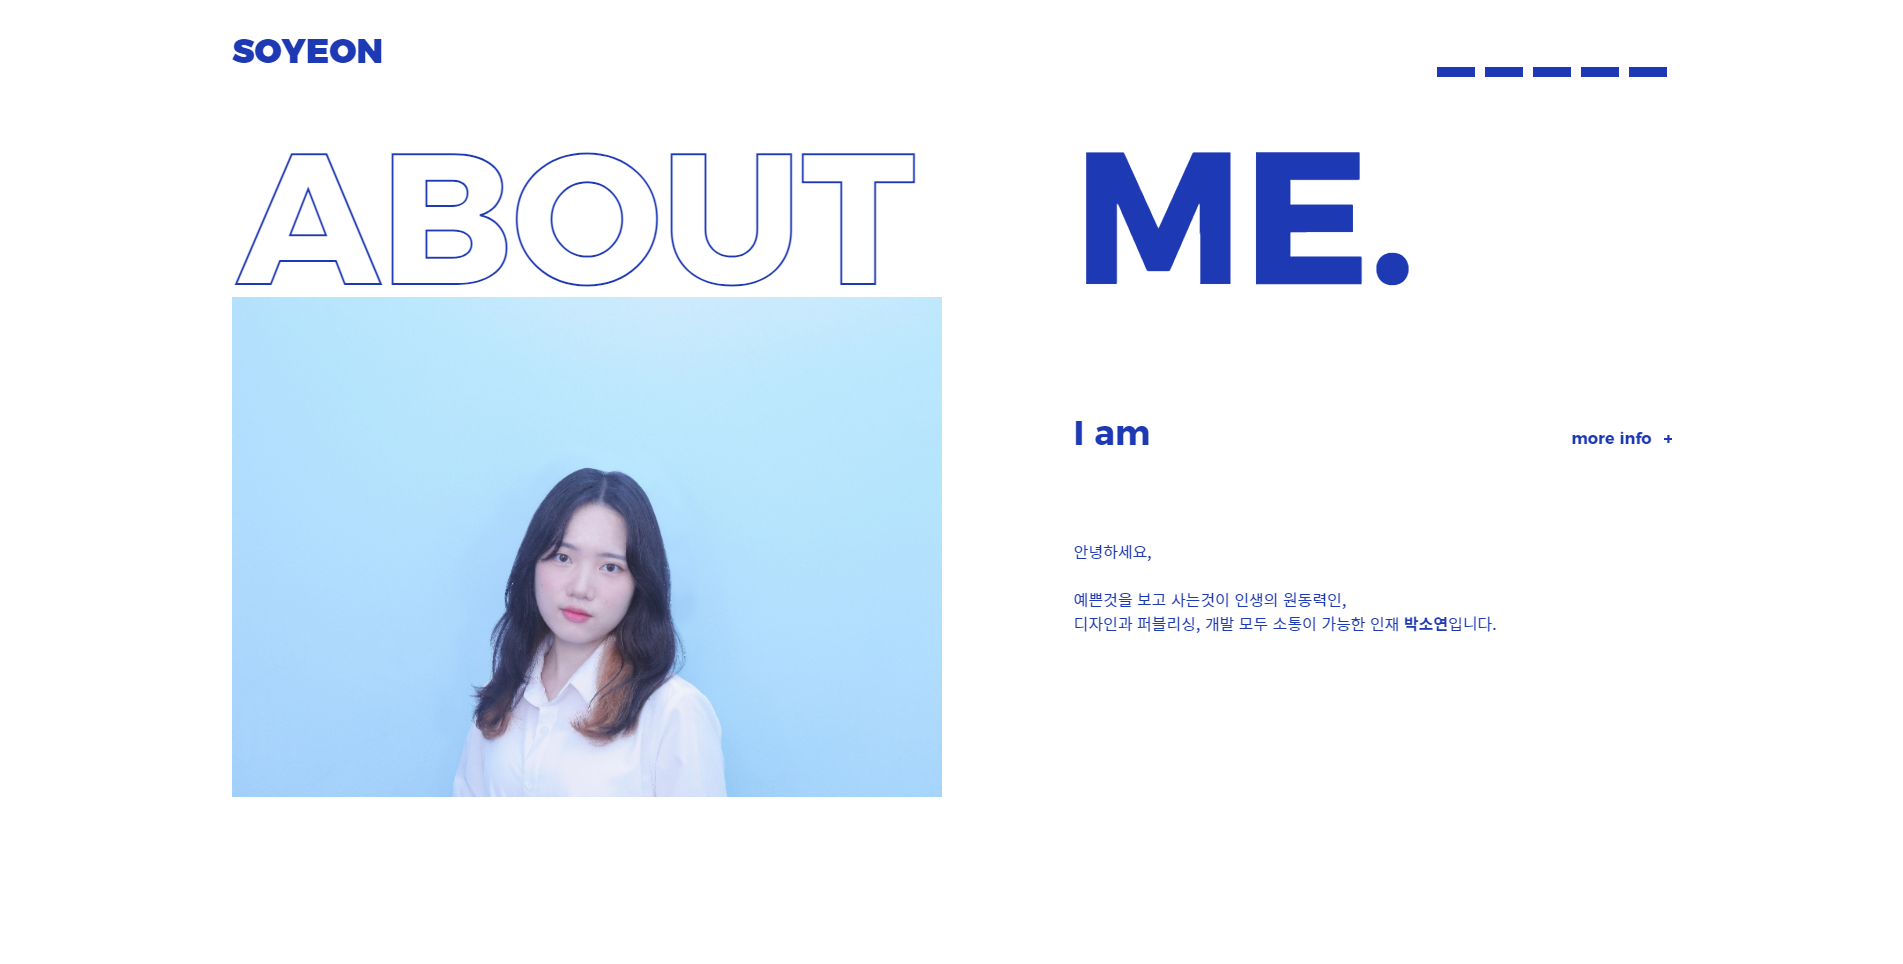 SOYEON
ABOUT ME.
I am
more info +
안녕하세요,
예쁜것을 보고 사는것이 인생의 원동력인,
디자인과 퍼블리싱, 개발 모두 소통이 가능한 인재 박소연입니다.